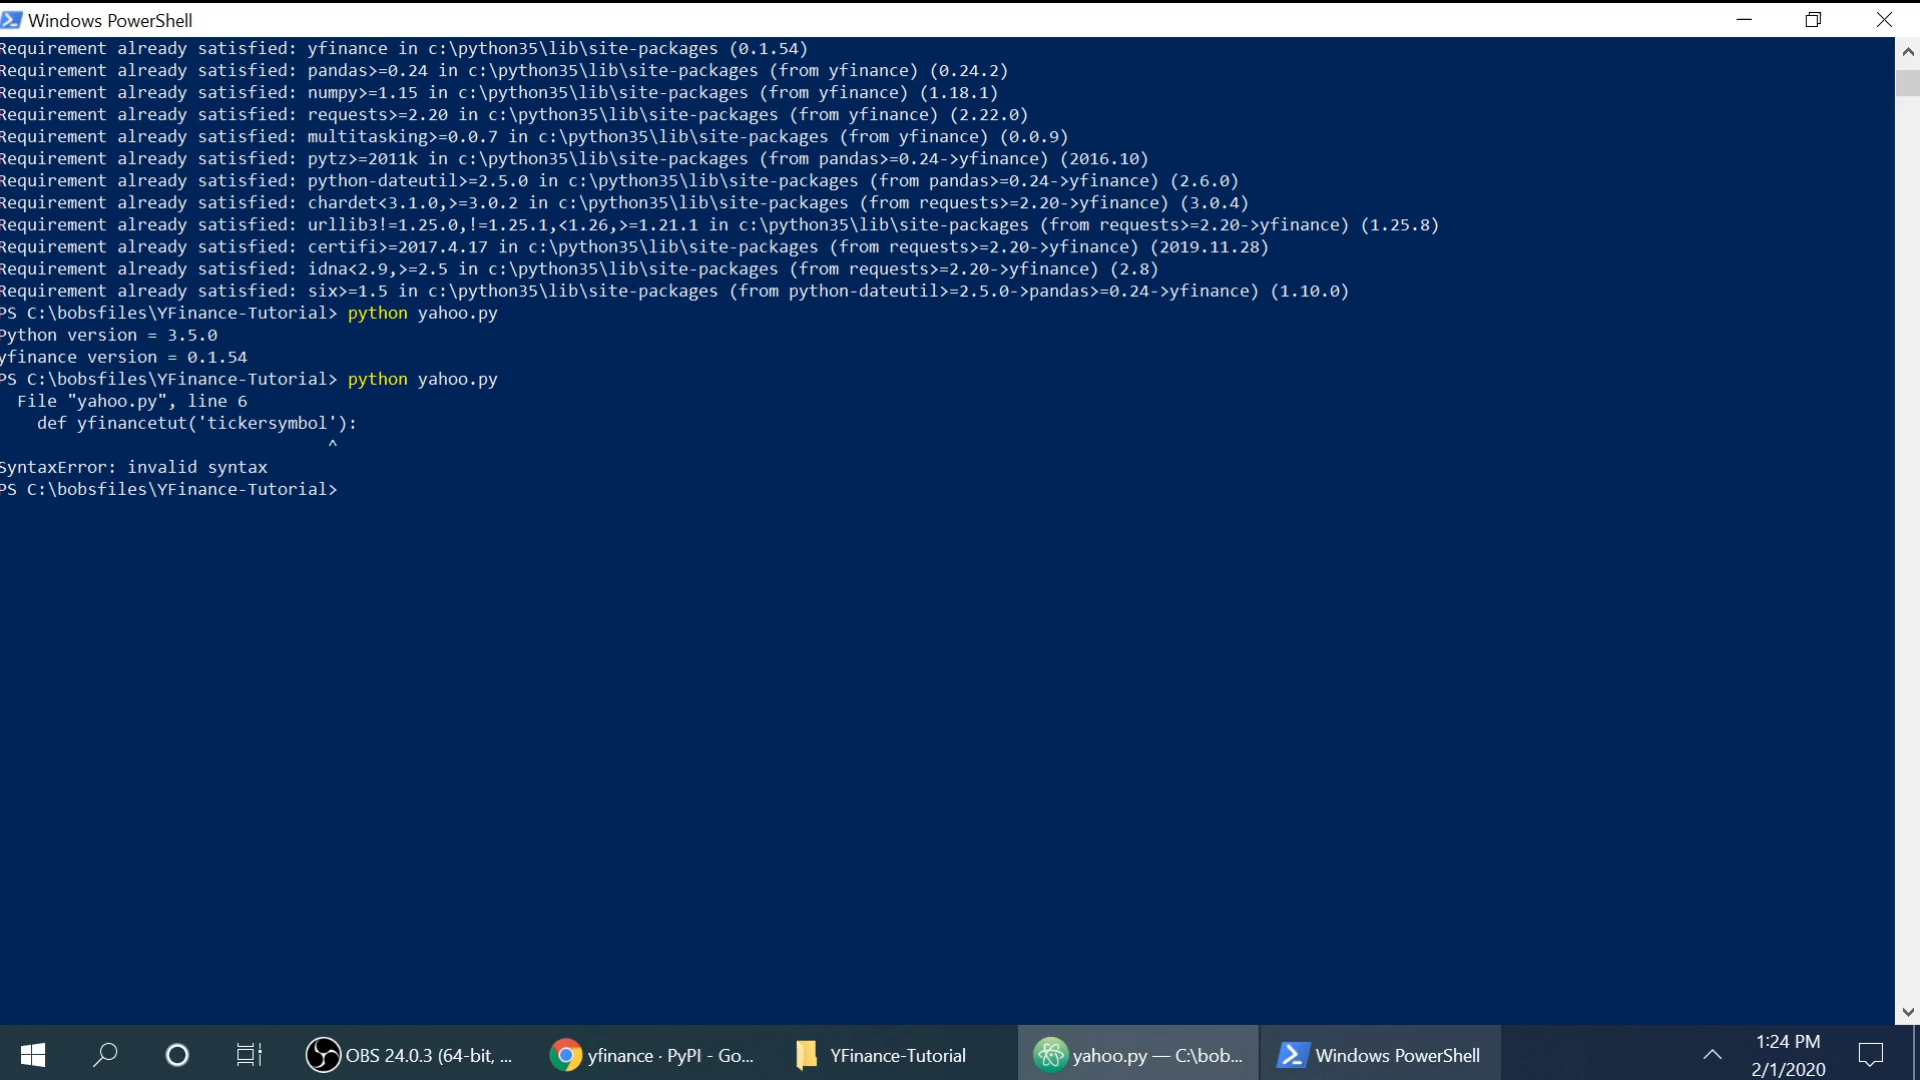 Windows PowerShell
Requirement already satisfied: yfinance in c:\python35\lib\site-packages (0.1.54)
Requirement already satisfied: pandas>=0.24 in c:\python35\lib\site-packages (from yfinance) (0.24.2)
Requirement already satisfied: numpy>=1.15 in c:\python35\lib\site-packages (from yfinance) (1.18.1)
Requirement already satisfied: requests>=2.20 in c:\python35\lib\site-packages (from yfinance) (2.22.0)
Requirement already satisfied: multitasking>=0.0.7 in c:\python35\lib\site-packages (from yfinance) (0.0.9)
Requirement already satisfied: pytz>=2011k in c:\python35\lib\site-packages (from pandas>=0.24->yfinance) (2016.10)
Requirement already satisfied: python-dateutil>=2.5.0 in c:\python35\lib\site-packages (from pandas>=0.24->yfinance) (2.6.0)
Requirement already satisfied: chardet<3.1.0,>=3.0.2 in c:\python35\lib\site-packages (from requests>=2.20->yfinance) (3.0.4)
Requirement already satisfied: urllib3!=1.25.0,!=1.25.1,<1.26,>=1.21.1 in c:\python35\lib\site-packages (from requests>=2.20->yfinance) (1.25.8)
Requirement already satisfied: certifi>=2017.4.17 in c:\python35\lib\site-packages (from requests>=2.20->yfinance) (2019.11.28)
Requirement already satisfied: idna<2.9,>=2.5 in c:\python35\lib\site-packages (from requests>=2.20->yfinance) (2.8)
Requirement already satisfied: six>=1.5 in c:\python35\lib\site-packages (from python-dateutil>=2.5.0->pandas>=0.24->yfinance) (1.10.0)
PS C:\bobsfiles\YFinance-Tutorial> python yahoo.py
Python version = 3.5.0
yfinance version = 0.1.54
PS C:\bobsfiles\YFinance-Tutorial> python yahoo.py
  File "yahoo.py", line 6
    def yfinancetut('tickersymbol'):
                                 ^
SyntaxError: invalid syntax
PS C:\bobsfiles\YFinance-Tutorial>
OBS 24.0.3 (64-bit, ...
yfinance · PyPI - Go...
YFinance-Tutorial
yahoo.py — C:\bob...
Windows PowerShell
1:24 PM
2/1/2020